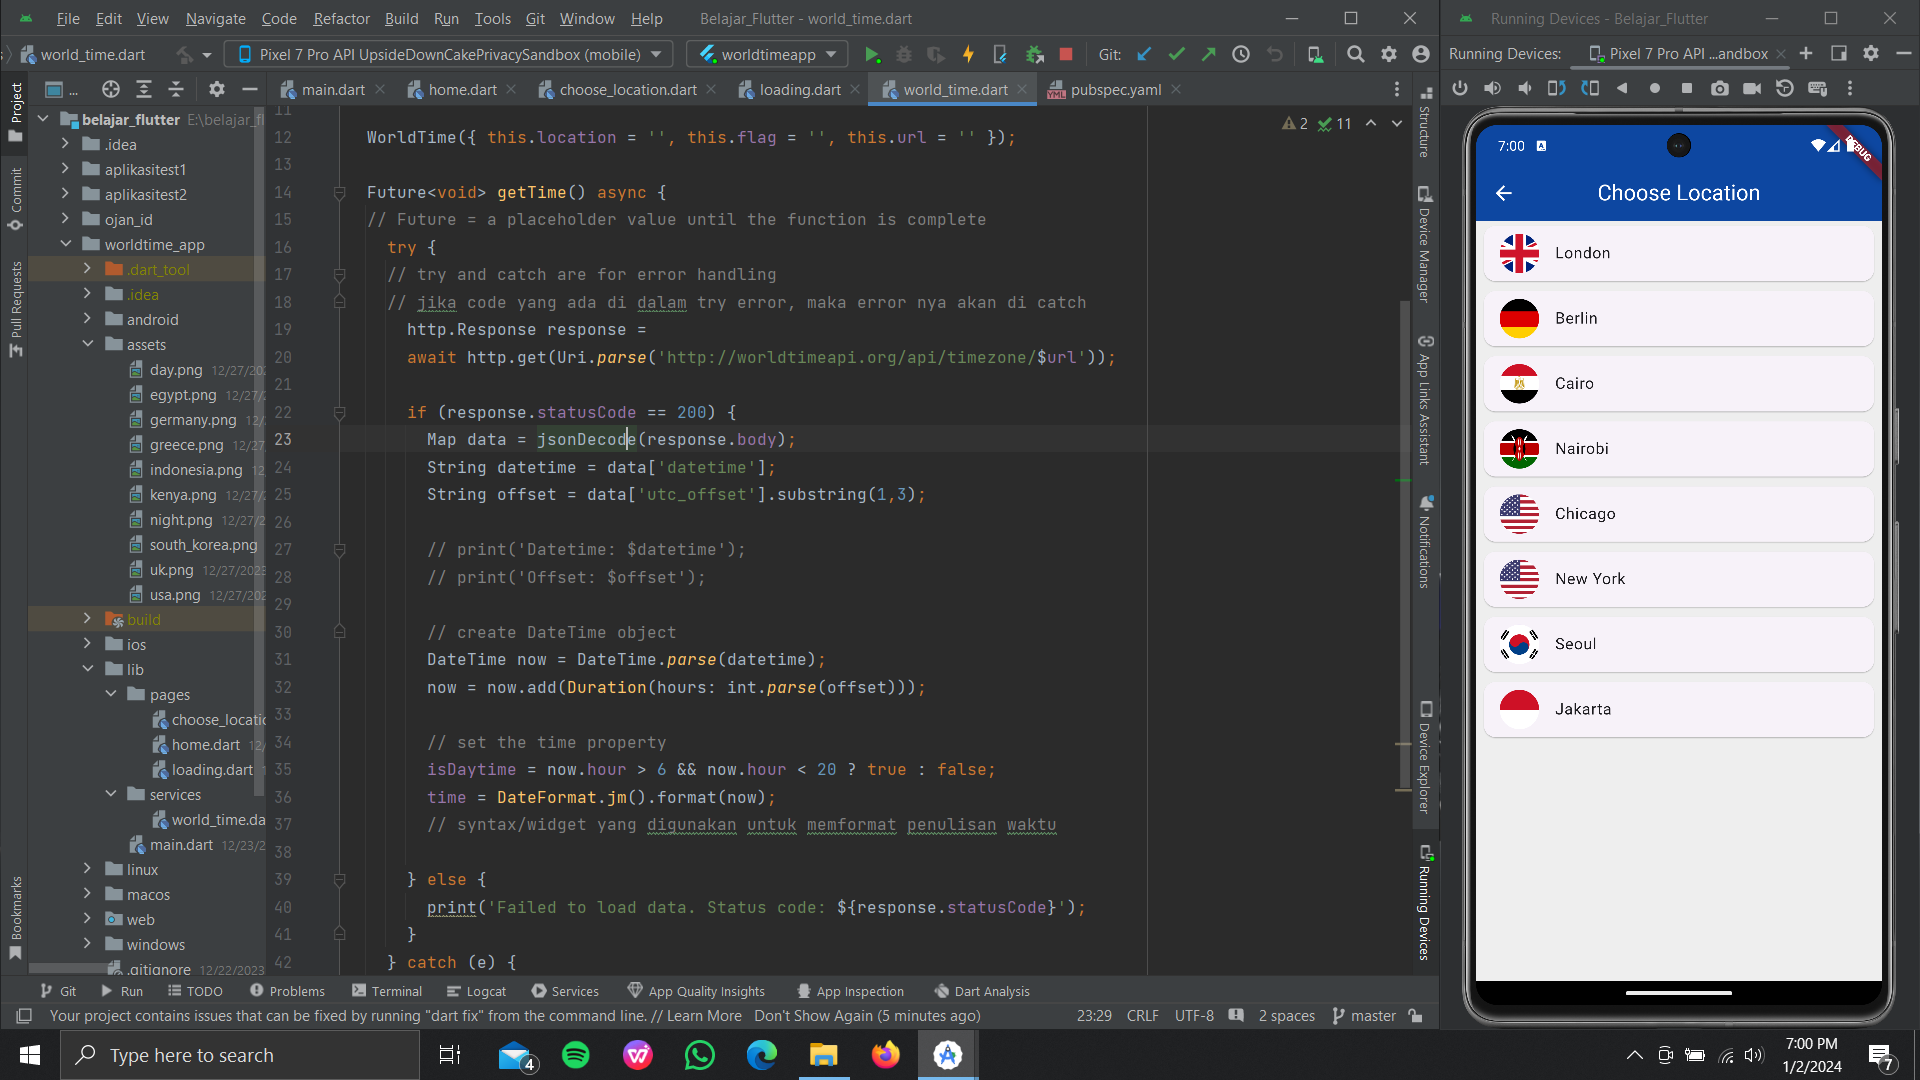 File Edit View Navigate Code Refactor Build Run Tools Git Window Help Belajar_Flutter - world_time.dart
world_time.dart Pixel 7 Pro API UpsideDownCakePrivacySandbox (mobile) worldtimeapp Git:
Project
Commit
Pull Requests
Bookmarks
belajar_flutter E:\belajar_fl
.idea
aplikasitest1
aplikasitest2
ojan_id
worldtime_app
.dart_tool
.idea
android
assets
day.png 12/27/202
egypt.png 12/27/
germany.png 12
greece.png 12/27
indonesia.png 12
kenya.png 12/27/
night.png 12/27/2
south_korea.png
uk.png 12/27/2023
usa.png 12/27/202
build
ios
lib
pages
choose_locatio
home.dart 12/
loading.dart 1
services
world_time.da
main.dart 12/23/2
linux
macos
web
windows
.gitignore 12/22/2023
main.dart home.dart choose_location.dart loading.dart world_time.dart pubspec.yaml
2 11
11
12 WorldTime({ this.location = '', this.flag = '', this.url = '' });
13
14 Future<void> getTime() async {
15 // Future = a placeholder value until the function is complete
16 try {
17 // try and catch are for error handling
18 // jika code yang ada di dalam try error, maka error nya akan di catch
19 http.Response response =
20 await http.get(Uri.parse('http://worldtimeapi.org/api/timezone/$url'));
21
22 if (response.statusCode == 200) {
23 Map data = jsonDecode(response.body);
24 String datetime = data['datetime'];
25 String offset = data['utc_offset'].substring(1,3);
26
27 // print('Datetime: $datetime');
28 // print('Offset: $offset');
29
30 // create DateTime object
31 DateTime now = DateTime.parse(datetime);
32 now = now.add(Duration(hours: int.parse(offset)));
33
34 // set the time property
35 isDaytime = now.hour > 6 && now.hour < 20 ? true : false;
36 time = DateFormat.jm().format(now);
37 // syntax/widget yang digunakan untuk memformat penulisan waktu
38
39 } else {
40 print('Failed to load data. Status code: ${response.statusCode}');
41 }
42 } catch (e) {
Structure
Device Manager
App Links Assistant
Notifications
Device Explorer
Running Devices
Git Run TODO Problems Terminal Logcat Services App Quality Insights App Inspection Dart Analysis
Your project contains issues that can be fixed by running "dart fix" from the command line. // Learn More Don't Show Again (5 minutes ago) 23:29 CRLF UTF-8 2 spaces master
Running Devices - Belajar_Flutter
Running Devices: Pixel 7 Pro API ...andbox
7:00 A
DEBUG
Choose Location
London
Berlin
Cairo
Nairobi
Chicago
New York
Seoul
Jakarta
Type here to search 4 7:00 PM
1/2/2024 7